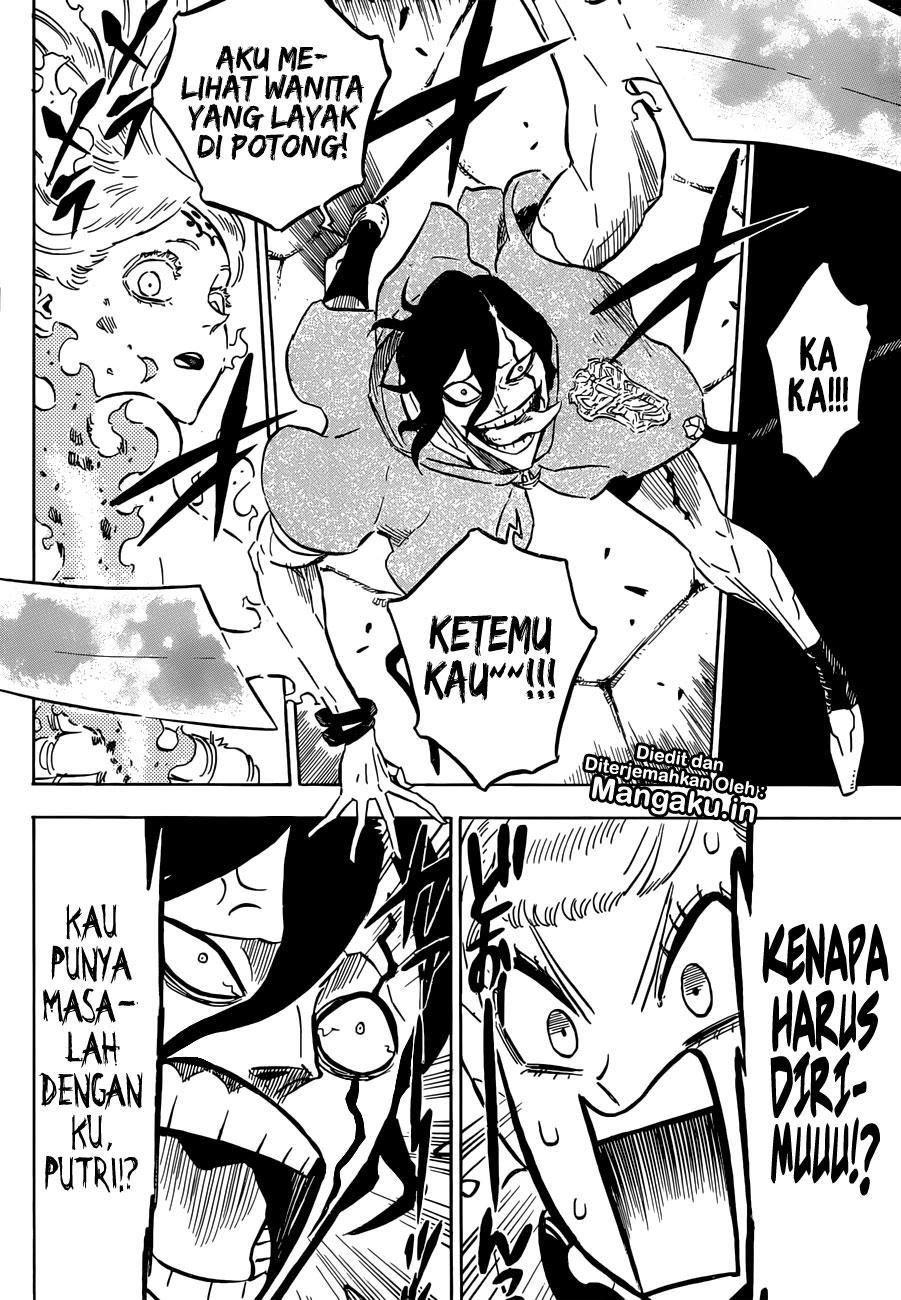 KA
KA!!!
AKU ME-
LIHAT WANITA
YANG LAYAK
DI POTONG!
KETEMU
KAU~~!!!
Diedit dan
Diterjemahkan Oleh :
Mangaku.in
KENAPA
HARUS
DIRI-
MUUU!?
KAU
PUNYA
MASA-
LAH
DENGAN
KU,
PUTRI!?